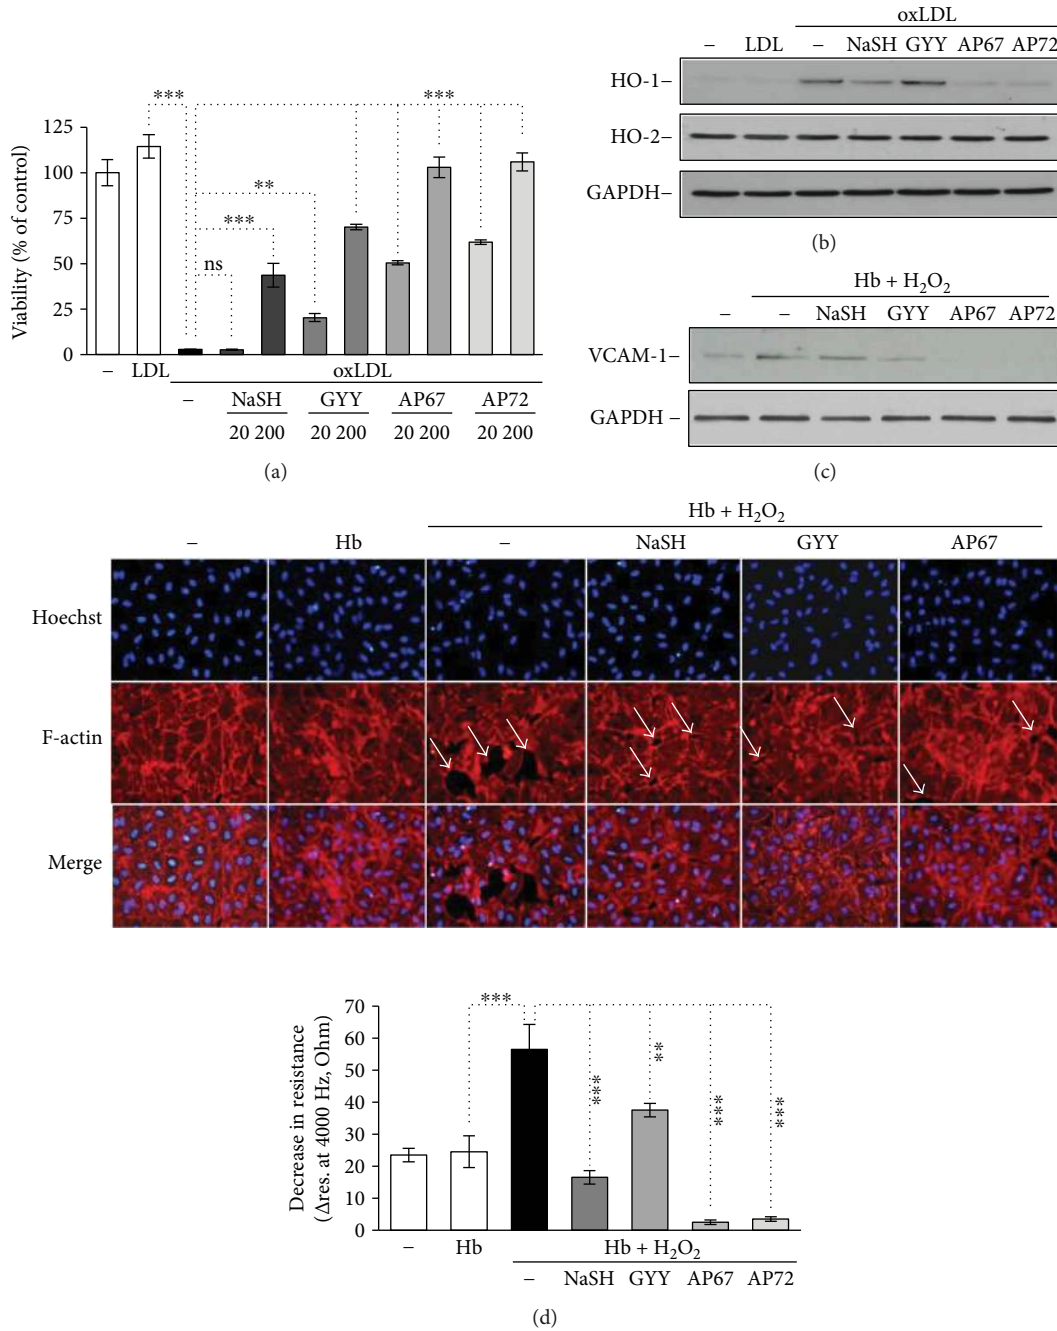 ***
***
**
***
ns
Viability (% of control)
125
100
75
50
25
0
–
LDL
oxLDL
–
NaSH
GYY
AP67
AP72
20 200
20 200
20 200
20 200
(a)
oxLDL
–
LDL
–
NaSH
GYY
AP67
AP72
HO-1–
HO-2–
GAPDH–
(b)
Hb + H₂O₂
–
–
NaSH
GYY
AP67
AP72
VCAM-1–
GAPDH –
(c)
Hb + H₂O₂
–
Hb
–
NaSH
GYY
AP67
Hoechst
F-actin
Merge
Decrease in resistance
(Δres. at 4000 Hz, Ohm)
70
60
50
40
30
20
10
0
***
***
**
***
***
–
Hb
Hb + H₂O₂
–
NaSH
GYY
AP67
AP72
(d)